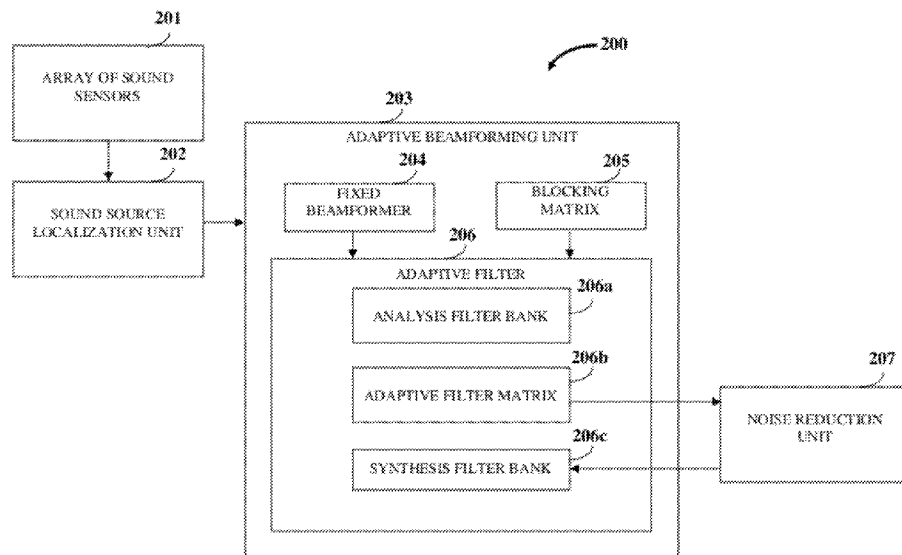 201
ARRAY OF SOUND
SENSORS
200
203
202
ADAPTIVE BEAMFORMING UNIT
204
205
SOUND SOURCE
LOCALIZATION UNIT
FIXED
BEAMFORMER
BLOCKING
MATRIX
206
ADAPTIVE FILTER
206a
ANALYSIS FILTER BANK
206b
ADAPTIVE FILTER MATRIX
207
NOISE REDUCTION
UNIT
206c
SYNTHESIS FILTER BANK